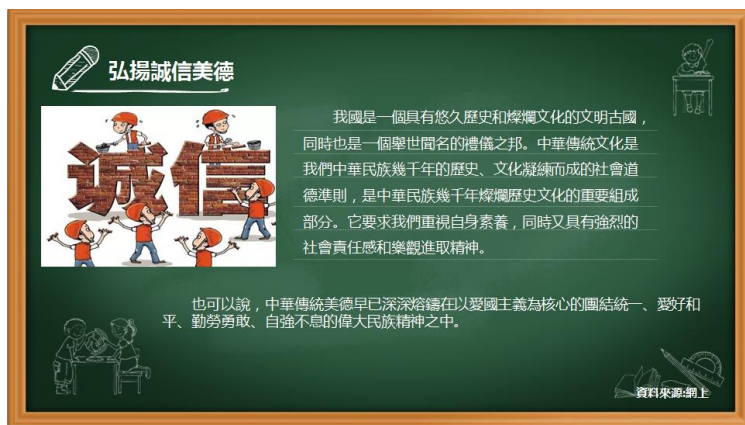 弘揚誠信美德
诚信
我國是一個具有悠久歷史和燦爛文化的文明古國，
同時也是一個舉世聞名的禮儀之邦。中華傳統文化是
我們中華民族幾千年的歷史、文化凝練而成的社會道
德準則，是中華民族幾千年燦爛歷史文化的重要組成
部分。它要求我們重視自身素養，同時又具有強烈的
社會責任感和樂觀進取精神。
也可以說，中華傳統美德早已深深熔鑄在以愛國主義為核心的團結統一、愛好和
平、勤勞勇敢、自強不息的偉大民族精神之中。
資料來源:網上